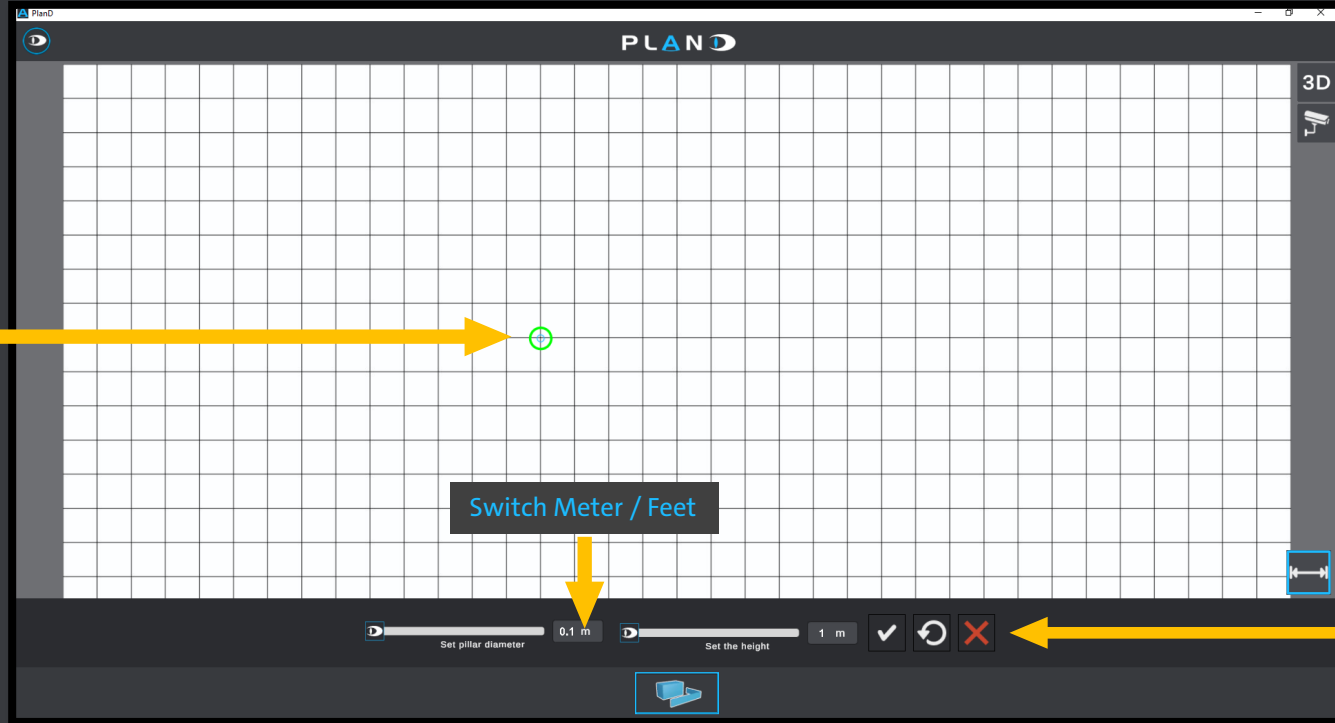 PlanD
PLAND
3D
Switch Meter / Feet
0.1 m
1 m
Set pillar diameter
Set the height